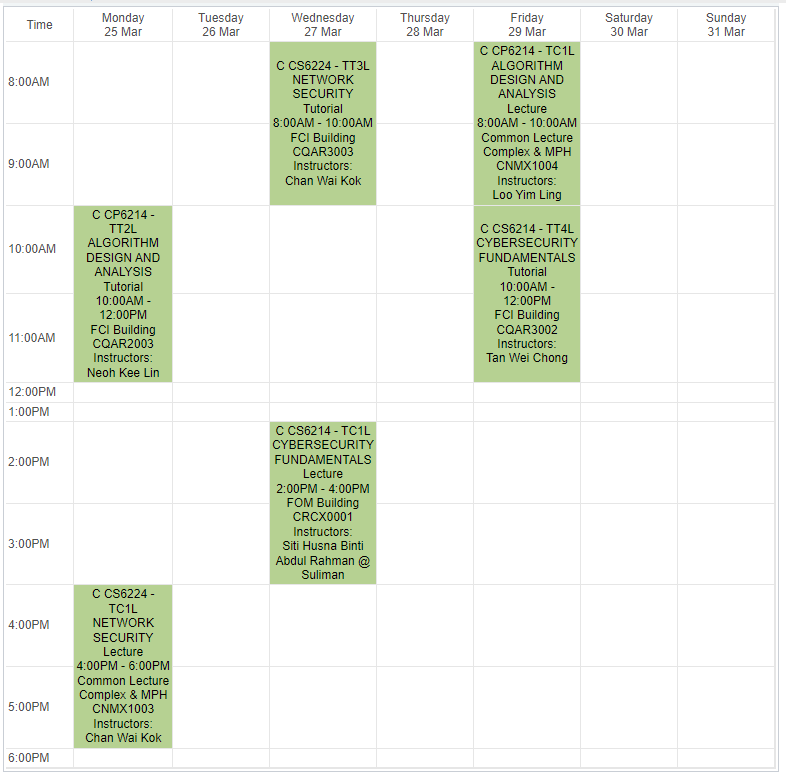 Time
Monday
25 Mar
Tuesday
26 Mar
Wednesday
27 Mar
Thursday
28 Mar
Friday
29 Mar
Saturday
30 Mar
Sunday
31 Mar
8:00AM
C CS6224 - TT3L
NETWORK
SECURITY
Tutorial
8:00AM - 10:00AM
FCI Building
CQAR3003
Instructors:
Chan Wai Kok
C CP6214 - TC1L
ALGORITHM
DESIGN AND
ANALYSIS
Lecture
8:00AM - 10:00AM
Common Lecture
Complex & MPH
CNMX1004
Instructors:
Loo Yim Ling
9:00AM
10:00AM
C CP6214 -
TT2L
ALGORITHM
DESIGN AND
ANALYSIS
Tutorial
10:00AM -
12:00PM
FCI Building
CQAR2003
Instructors:
Neoh Kee Lin
C CS6214 - TT4L
CYBERSECURITY
FUNDAMENTALS
Tutorial
10:00AM -
12:00PM
FCI Building
CQAR3002
Instructors:
Tan Wei Chong
11:00AM
12:00PM
1:00PM
2:00PM
C CS6214 - TC1L
CYBERSECURITY
FUNDAMENTALS
Lecture
2:00PM - 4:00PM
FOM Building
CRCX0001
Instructors:
Siti Husna Binti
Abdul Rahman @
Suliman
3:00PM
4:00PM
C CS6224 -
TC1L
NETWORK
SECURITY
Lecture
4:00PM - 6:00PM
Common Lecture
Complex & MPH
CNMX1003
Instructors:
Chan Wai Kok
5:00PM
6:00PM